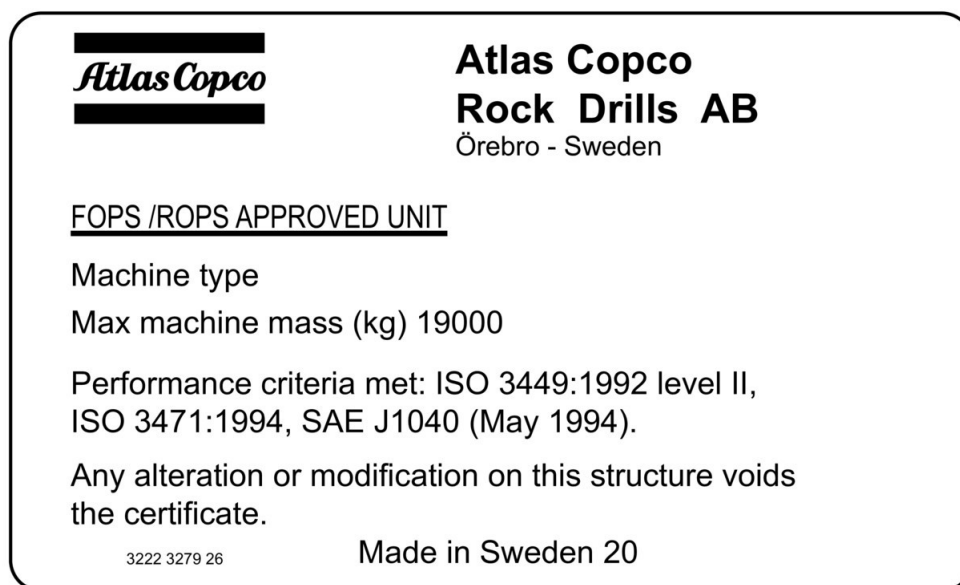 Atlas Copco
Atlas Copco
Rock Drills AB
Örebro - Sweden
FOPS /ROPS APPROVED UNIT
Machine type
Max machine mass (kg) 19000
Performance criteria met: ISO 3449:1992 level II,
ISO 3471:1994, SAE J1040 (May 1994).
Any alteration or modification on this structure voids
the certificate.
3222 3279 26
Made in Sweden 20